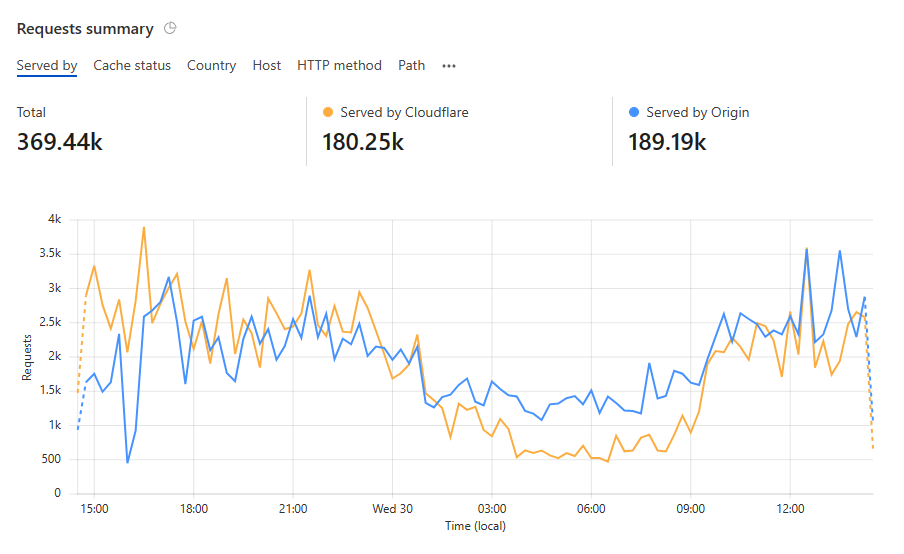 Requests summary
Served by Cache status Country Host HTTP method Path •••
Total
369.44k
Served by Cloudflare
180.25k
Served by Origin
189.19k
Requests
4k
3.5k
3k
2.5k
2k
1.5k
1k
500
0
15:00 18:00 21:00 Wed 30 03:00 06:00 09:00 12:00
Time (local)